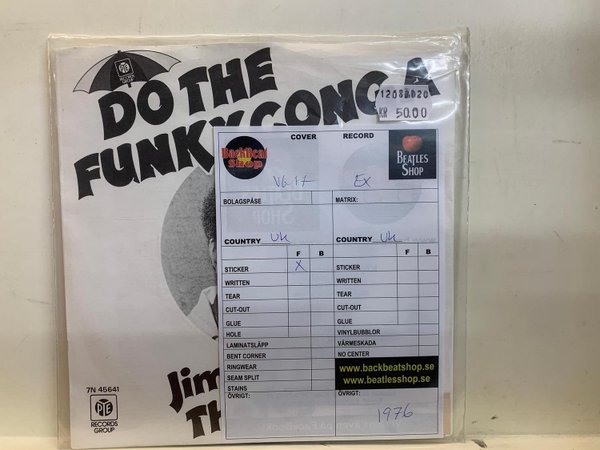 PYE
RECORDS
GROUP
DO THE
FUNKY CONGA
KR 50.00
COVER RECORD
BackBeat
Shop
BEATLES
SHOP
VG++ EX
BOLAGSPÅSE MATRIX:
COUNTRY UK COUNTRY UK
F B F B
STICKER X STICKER
WRITTEN WRITTEN
TEAR TEAR
CUT-OUT CUT-OUT
GLUE GLUE
HOLE VINYLBUBBLOR
LAMINATSLÄPP VÄRMESKADA
BENT CORNER NO CENTER
RINGWEAR
www.backbeatshop.se
www.beatlesshop.se
SEAM SPLIT
STAINS
ÖVRIGT: ÖVRIGT:
1976
7N 45641
PYE
RECORDS
GROUP
Jim
Th